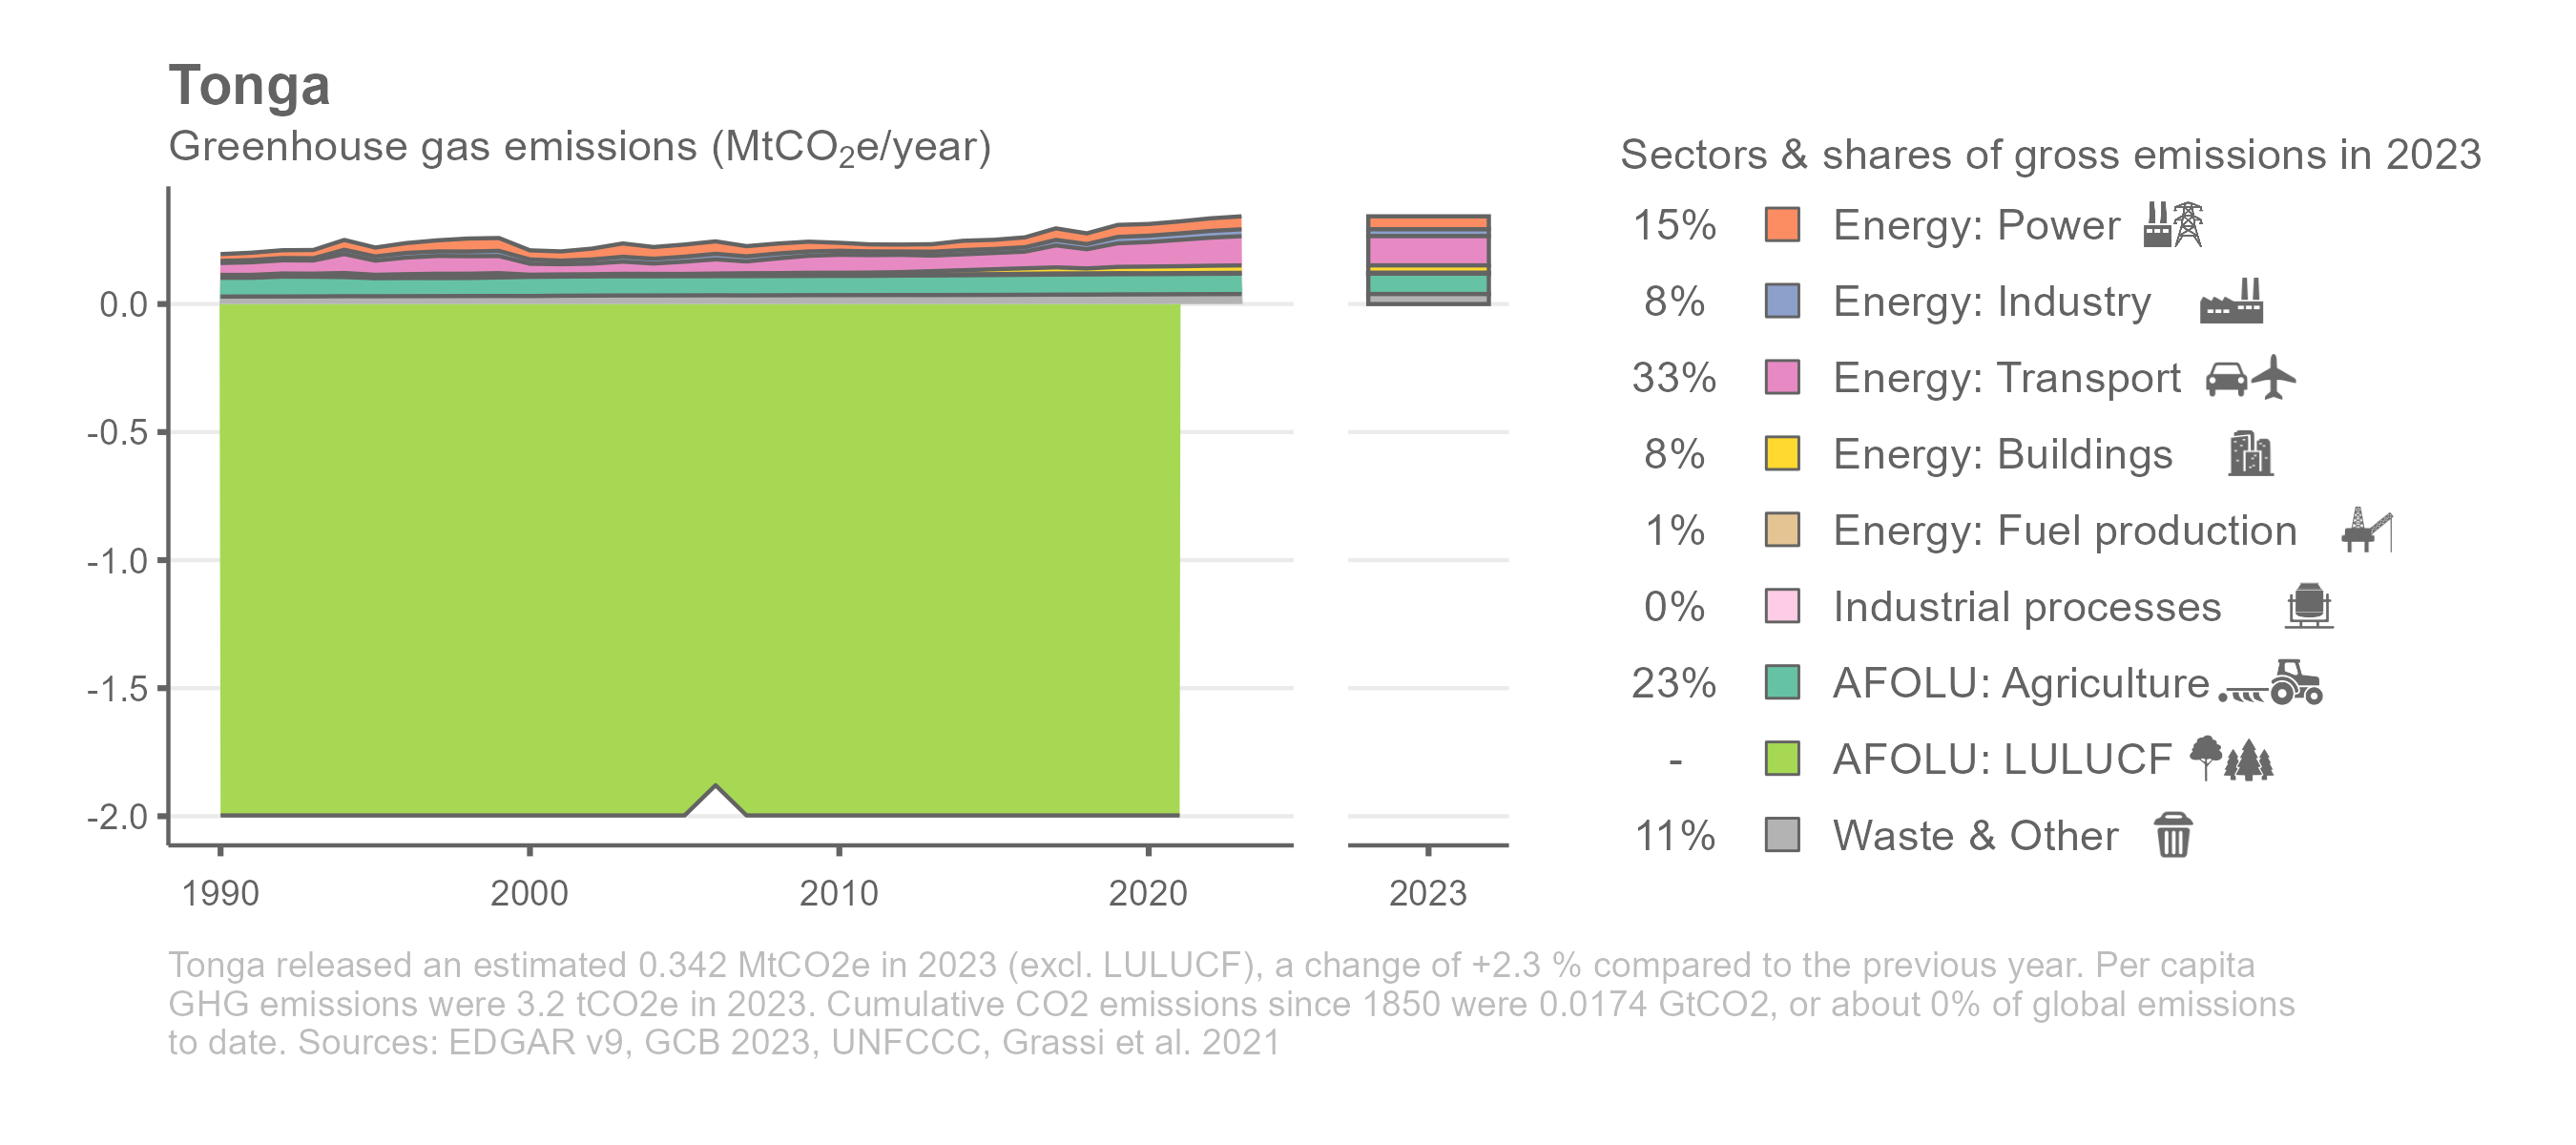 Tonga
Greenhouse gas emissions (MtCO₂e/year)
0.0
-0.5
-1.0
-1.5
-2.0
1990 2000 2010 2020 2023
Sectors & shares of gross emissions in 2023
15% Energy: Power
8% Energy: Industry
33% Energy: Transport
8% Energy: Buildings
1% Energy: Fuel production
0% Industrial processes
23% AFOLU: Agriculture
- AFOLU: LULUCF
11% Waste & Other
Tonga released an estimated 0.342 MtCO2e in 2023 (excl. LULUCF), a change of +2.3 % compared to the previous year. Per capita
GHG emissions were 3.2 tCO2e in 2023. Cumulative CO2 emissions since 1850 were 0.0174 GtCO2, or about 0% of global emissions
to date. Sources: EDGAR v9, GCB 2023, UNFCCC, Grassi et al. 2021